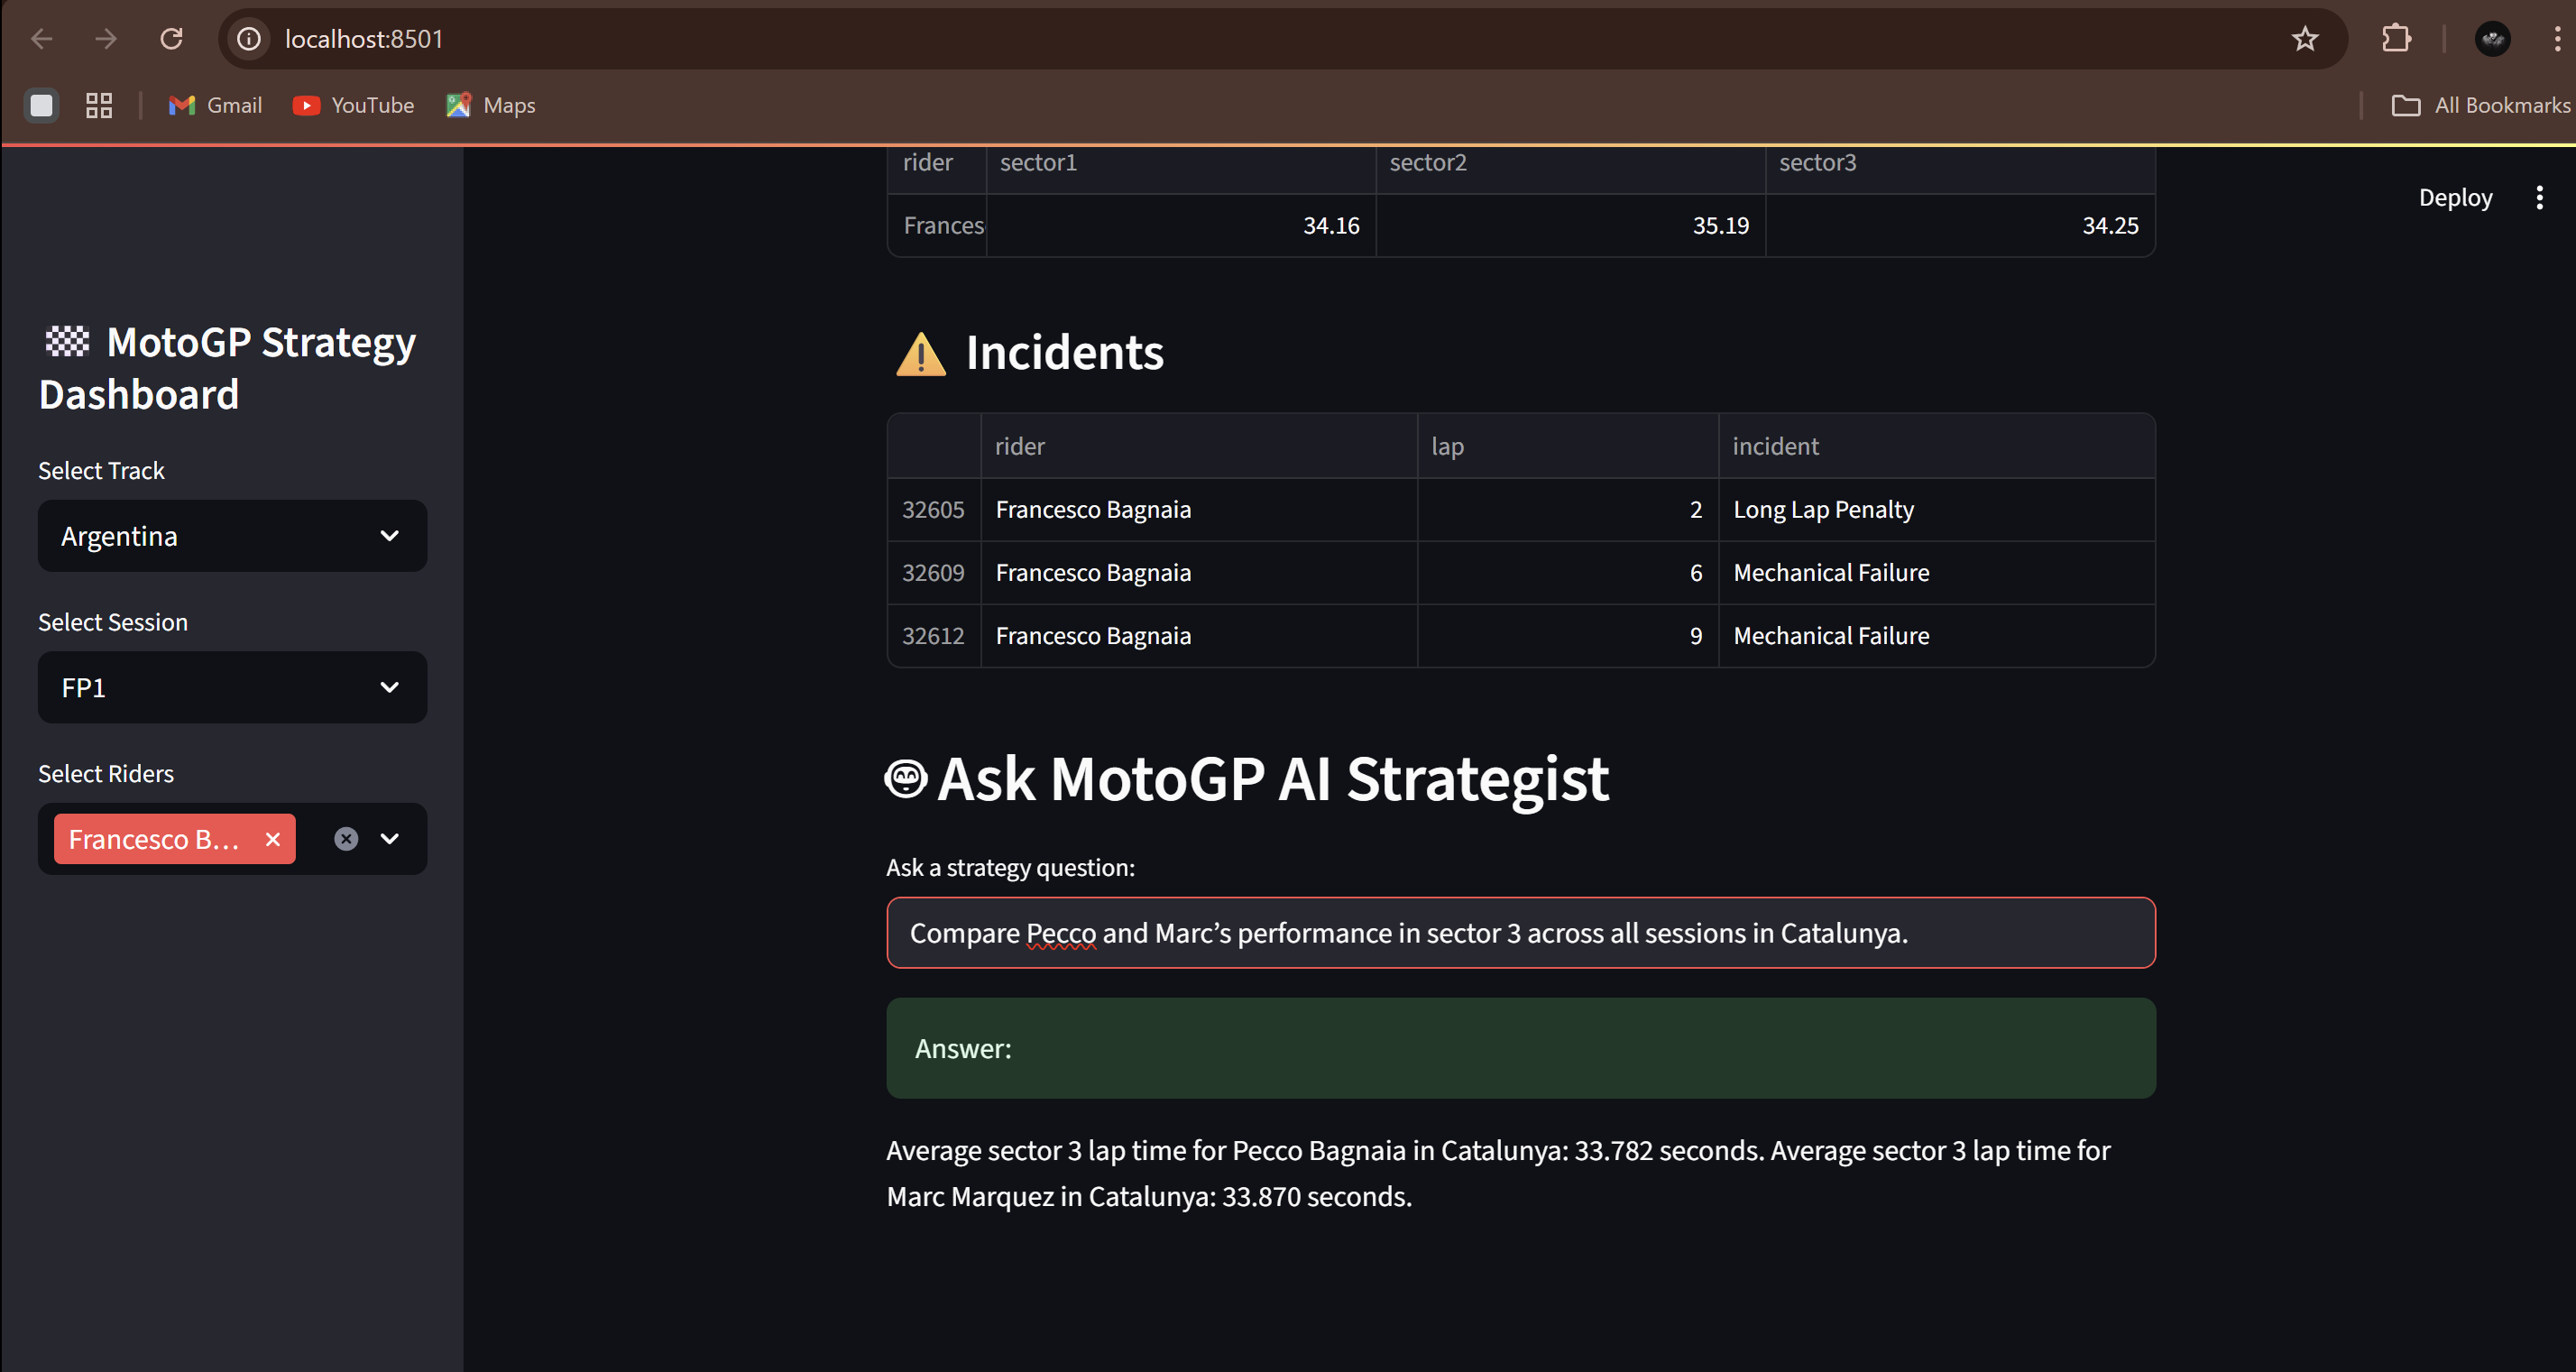 localhost:8501
Gmail YouTube Maps All Bookmarks
Deploy
MotoGP Strategy
Dashboard
Select Track
Argentina
Select Session
FP1
Select Riders
Francesco B...
rider sector1 sector2 sector3
Frances 34.16 35.19 34.25
Incidents
rider lap incident
32605 Francesco Bagnaia 2 Long Lap Penalty
32609 Francesco Bagnaia 6 Mechanical Failure
32612 Francesco Bagnaia 9 Mechanical Failure
Ask MotoGP AI Strategist
Ask a strategy question:
Compare Pecco and Marc’s performance in sector 3 across all sessions in Catalunya.
Answer:
Average sector 3 lap time for Pecco Bagnaia in Catalunya: 33.782 seconds. Average sector 3 lap time for
Marc Marquez in Catalunya: 33.870 seconds.